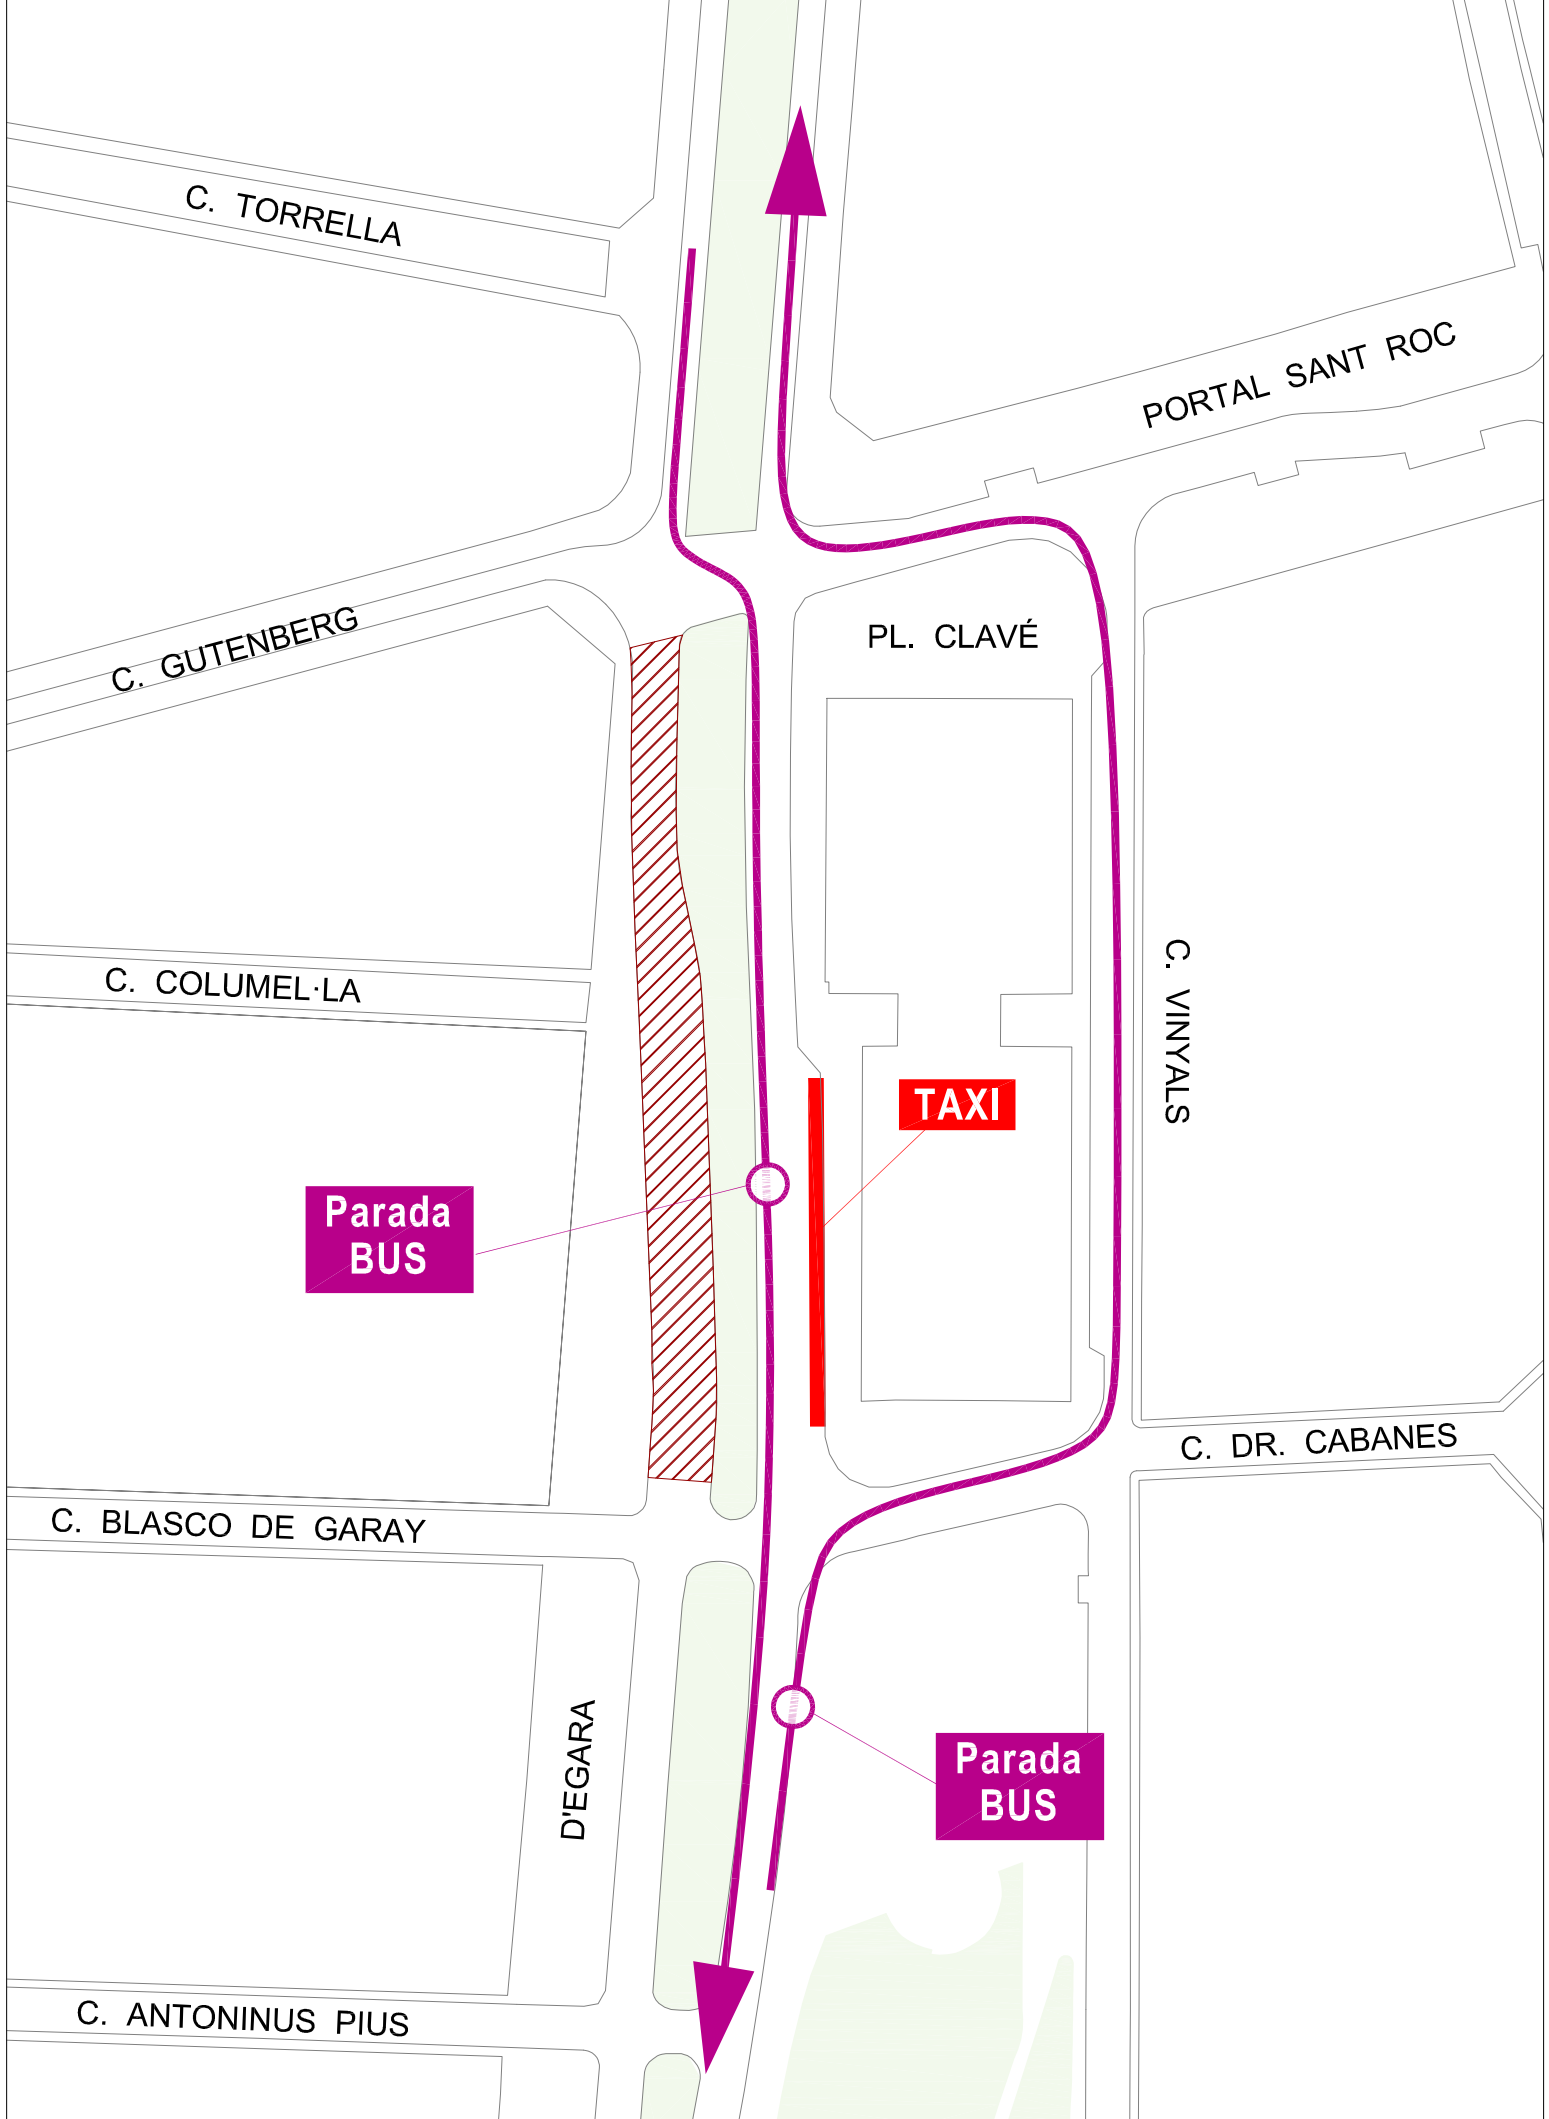 C. TORRELLA
PORTAL SANT ROC
C. GUTENBERG
PL. CLAVÉ
C. COLUMEL·LA
C. VINYALS
TAXI
Parada
BUS
C. DR. CABANES
C. BLASCO DE GARAY
D'EGARA
Parada
BUS
C. ANTONINUS PIUS